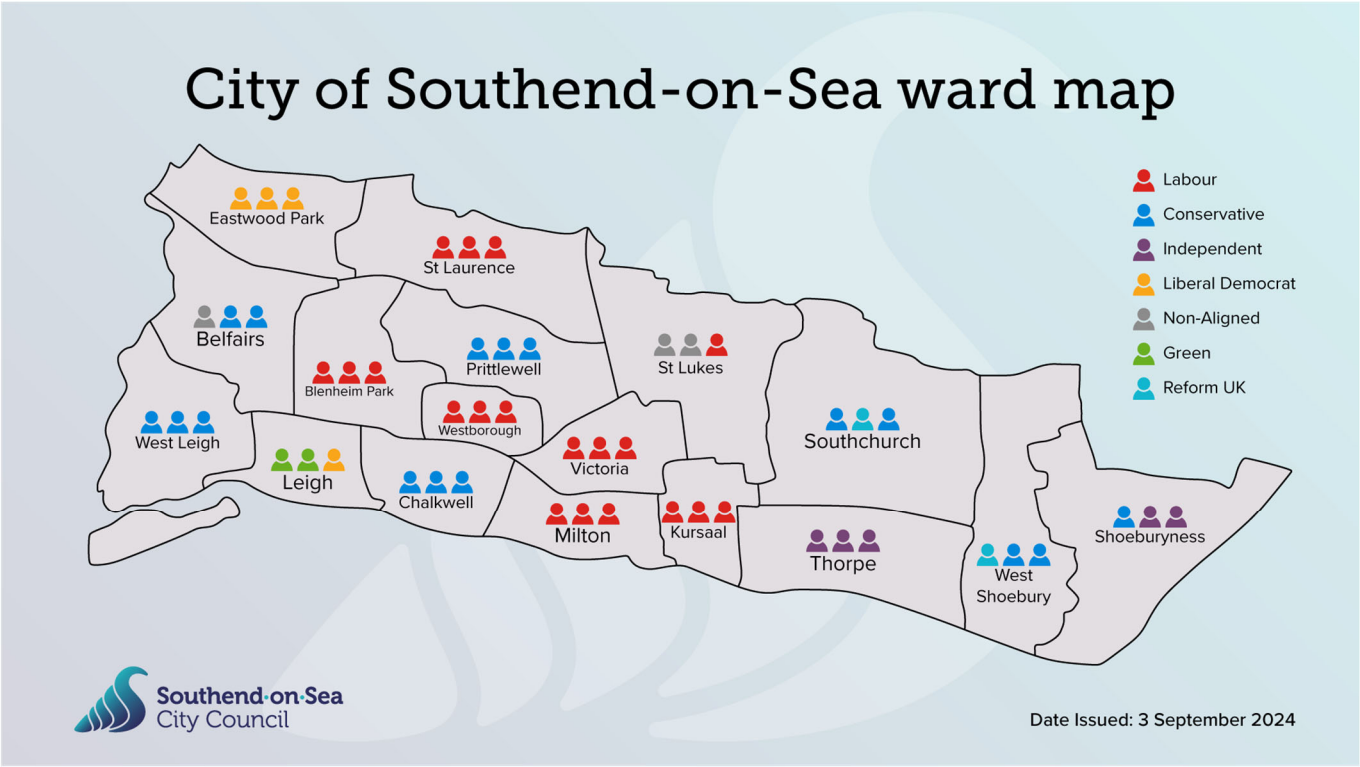 City of Southend-on-Sea ward map
Labour
Conservative
Independent
Liberal Democrat
Non-Aligned
Green
Reform UK
Eastwood Park
St Laurence
Belfairs
Blenheim Park
Prittlewell
St Lukes
West Leigh
Westborough
Southchurch
Leigh
Chalkwell
Victoria
Milton
Kursaal
Thorpe
West
Shoebury
Shoeburyness
Southend·on·Sea
City Council
Date Issued: 3 September 2024